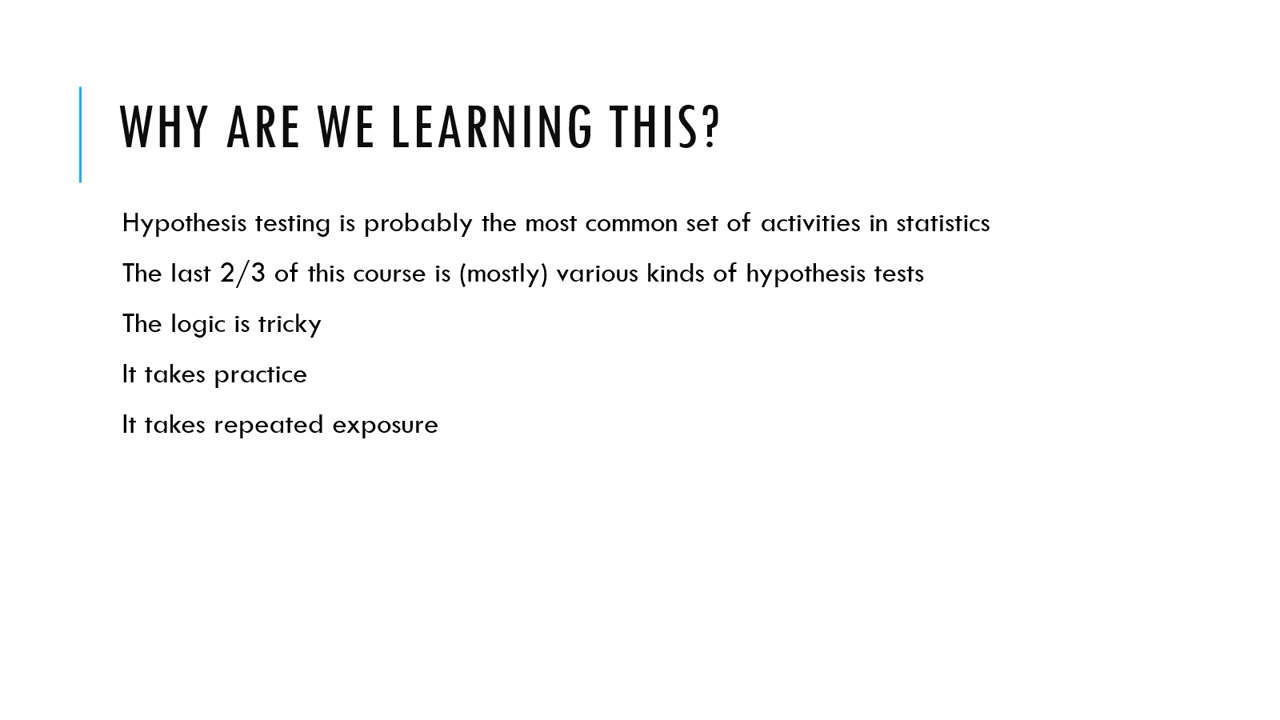 WHY ARE WE LEARNING THIS?
Hypothesis testing is probably the most common set of activities in statistics
The last 2/3 of this course is (mostly) various kinds of hypothesis tests
The logic is tricky
It takes practice
It takes repeated exposure